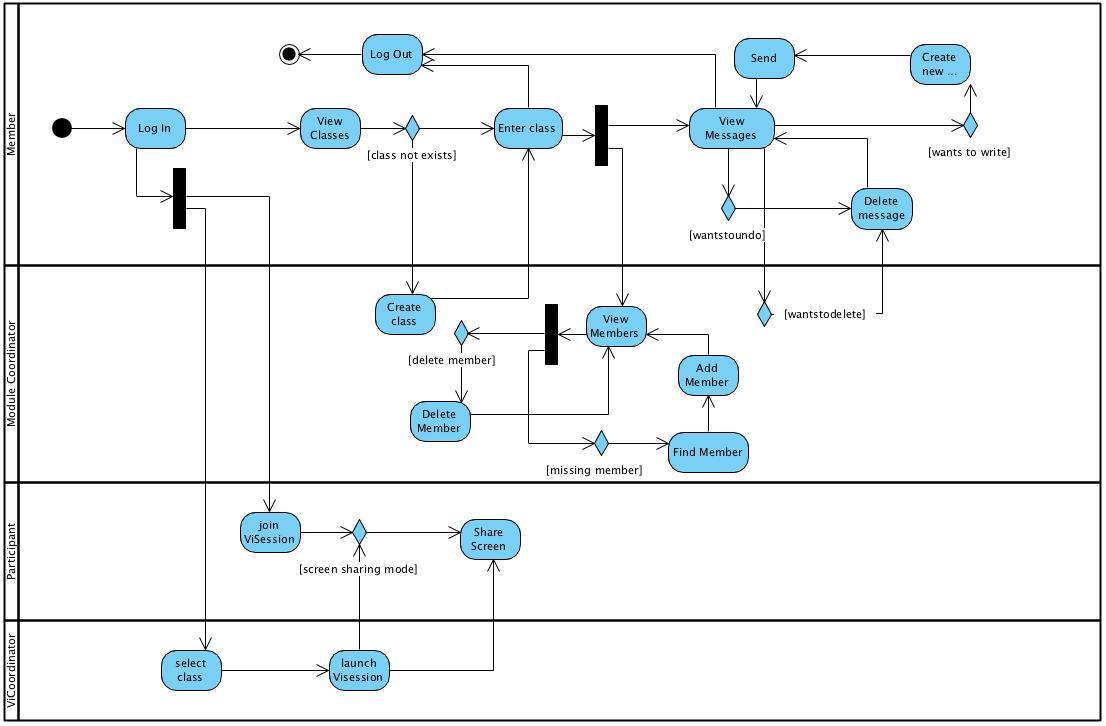 Member
Log Out
Send
Create
new ...
Log In
View
Classes
[class not exists]
Enter class
View
Messages
[wants to write]
Delete
message
[wantstoundo]
Module Coordinator
Create
class
View
Members
[wantstodelete]
[delete member]
Add
Member
Delete
Member
Find Member
[missing member]
Participant
join
ViSession
Share
Screen
[screen sharing mode]
ViCoordinator
select
class
launch
Visession